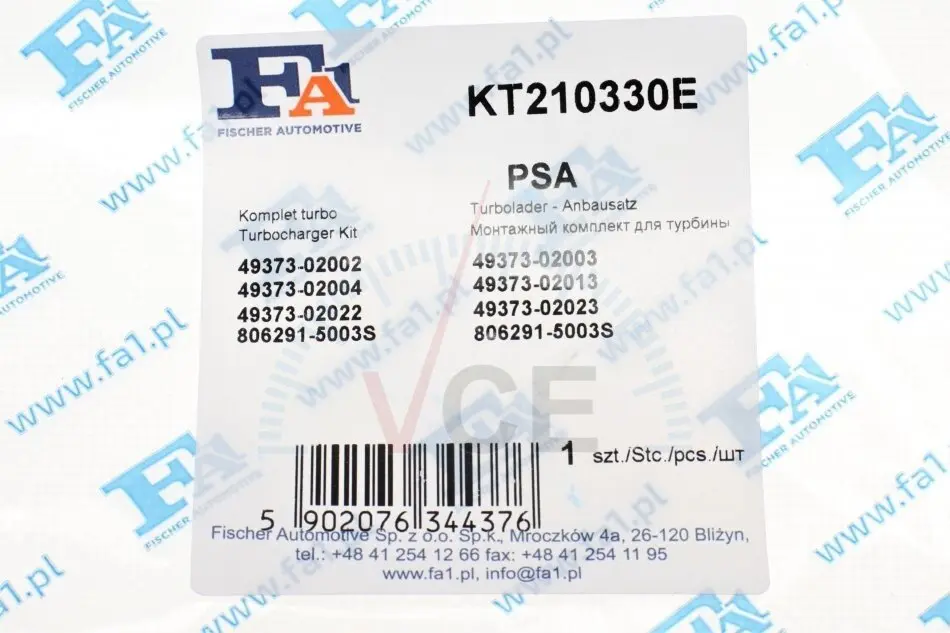 FA1
FISCHER AUTOMOTIVE
KT210330E
PSA
Komplet turbo
Turbocharger Kit
Turbolader - Anbausatz
Монтажный комплект для турбины
49373-02002
49373-02004
49373-02022
806291-5003S
49373-02003
49373-02013
49373-02023
806291-5003S
VCE
1 szt./Stc./pcs./шт
5 902076 344376
Fischer Automotive Sp. z o.o. Sp.k., Mroczków 4a, 26-120 Bliżyn,
tel.: +48 41 254 12 66 fax: +48 41 254 11 95
www.fa1.pl, info@fa1.pl
www.fa1.pl
FA1
FISCHER AUTOMOTIVE